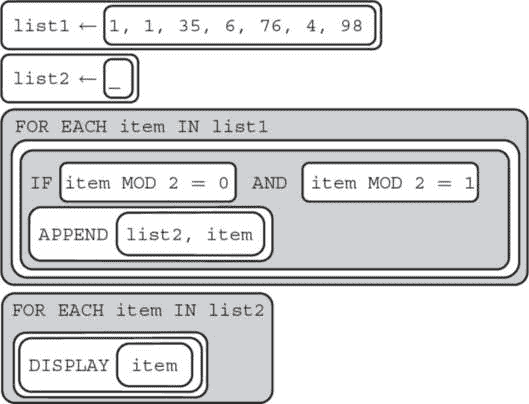 list1 ← 1, 1, 35, 6, 76, 4, 98
list2 ← _
FOR EACH item IN list1
IF item MOD 2 = 0 AND item MOD 2 = 1
APPEND list2, item
FOR EACH item IN list2
DISPLAY item